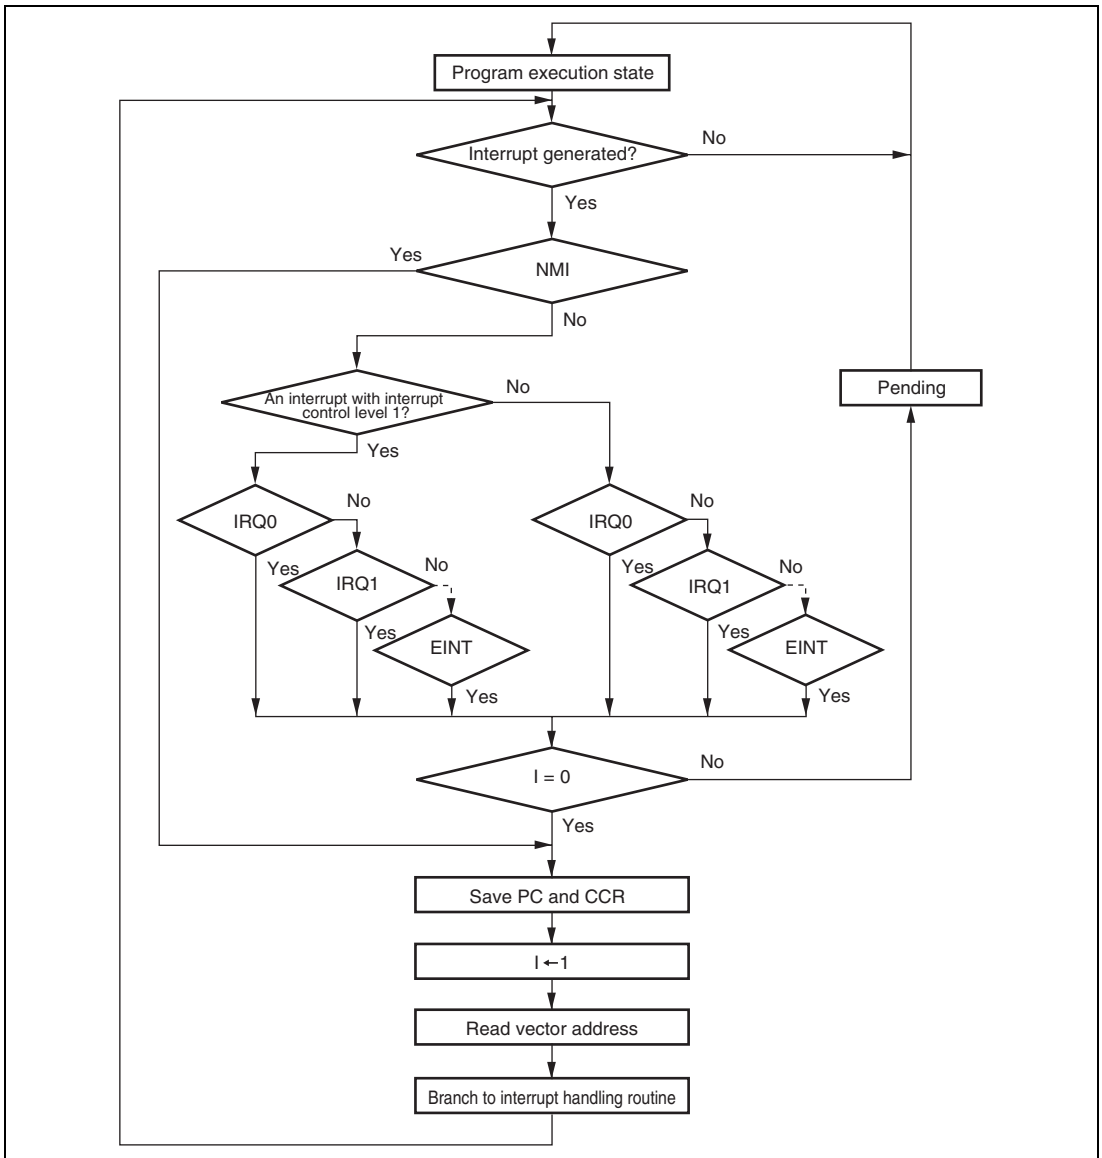 Program execution state
No
Interrupt generated?
Yes
Yes
NMI
No
Pending
No
An interrupt with interrupt
control level 1?
Yes
No
No
IRQ0
IRQ0
Yes
No
Yes
No
IRQ1
IRQ1
Yes
Yes
EINT
EINT
Yes
Yes
No
I = 0
Yes
Save PC and CCR
I ←1
Read vector address
Branch to interrupt handling routine